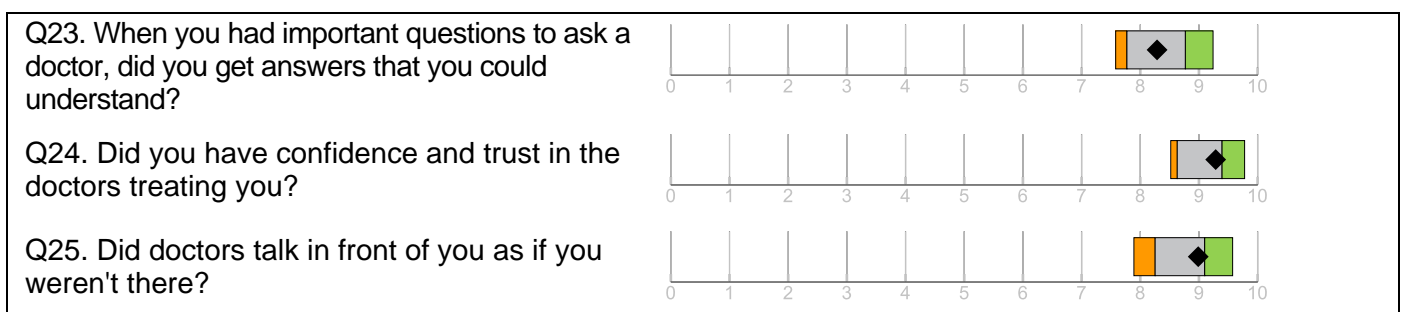 Q23. When you had important questions to ask a
doctor, did you get answers that you could
understand?
0 1 2 3 4 5 6 7 8 9 10
Q24. Did you have confidence and trust in the
doctors treating you?
0 1 2 3 4 5 6 7 8 9 10
Q25. Did doctors talk in front of you as if you
weren't there?
0 1 2 3 4 5 6 7 8 9 10